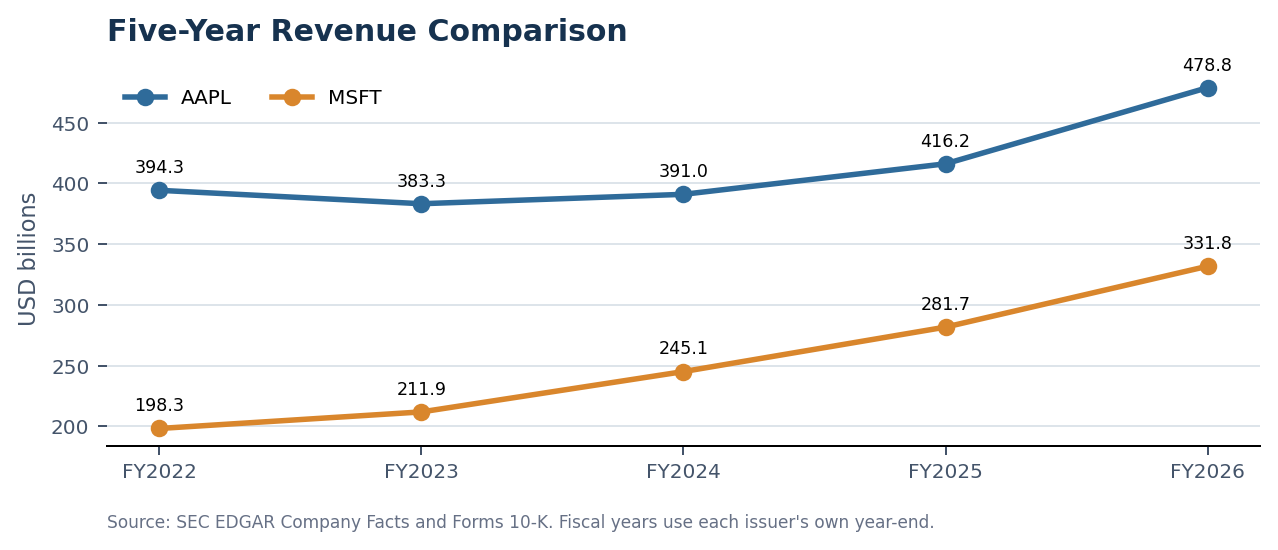 Five-Year Revenue Comparison
AAPL MSFT
478.8
450
416.2
394.3 383.3 391.0
400
350 331.8
USD billions
300 281.7
250 245.1
211.9
200 198.3
FY2022 FY2023 FY2024 FY2025 FY2026
Source: SEC EDGAR Company Facts and Forms 10-K. Fiscal years use each issuer's own year-end.